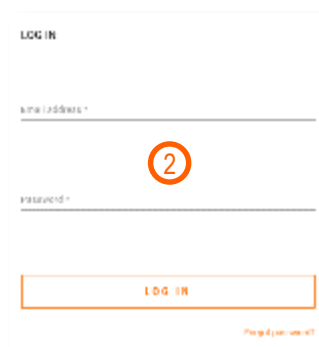 LOG IN
Email address *
2
Password *
LOG IN
Forgot password?